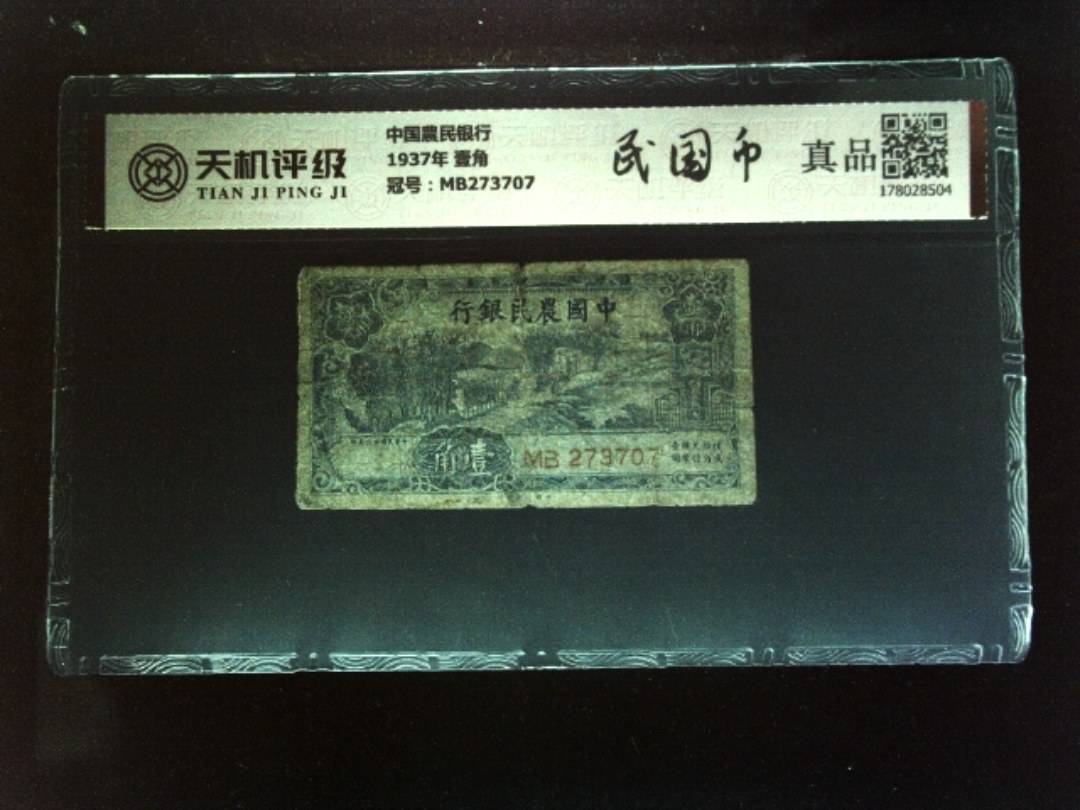 天机评级
TIAN JI PING JI
中国農民银行
1937年 壹角
冠号：MB273707
民国币
真品
178028504
行銀民農國中
角壹
MB 273707